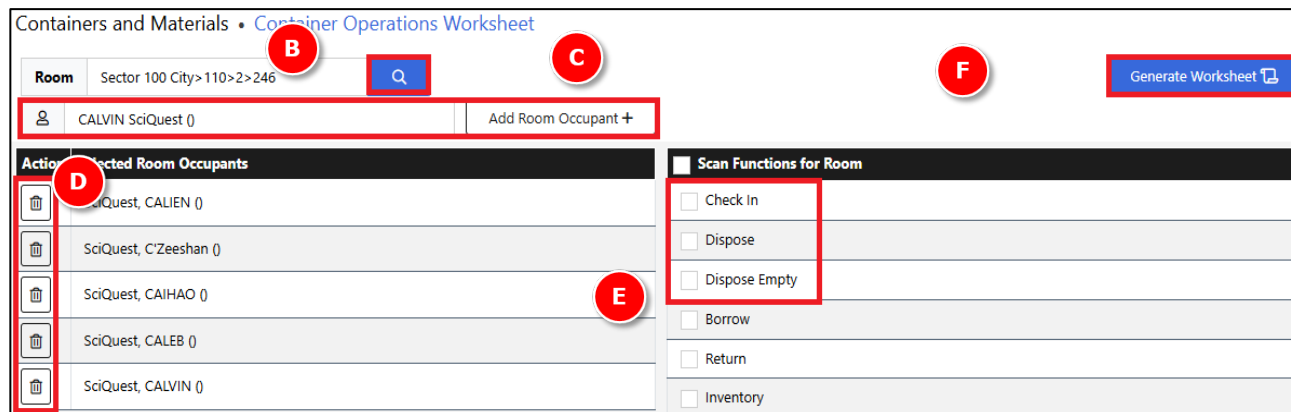 Containers and Materials • Container Operations Worksheet
B
C
F
Room Sector 100 City>110>2>246
Generate Worksheet
CALVIN SciQuest () Add Room Occupant +
Scan Functions for Room
Room Occupants
D
SciQuest, CALIEN ()
Check In
SciQuest, C'Zeeshan ()
Dispose
SciQuest, CAIHAO ()
E
Dispose Empty
SciQuest, CALEB ()
Borrow
Return
SciQuest, CALVIN ()
Inventory